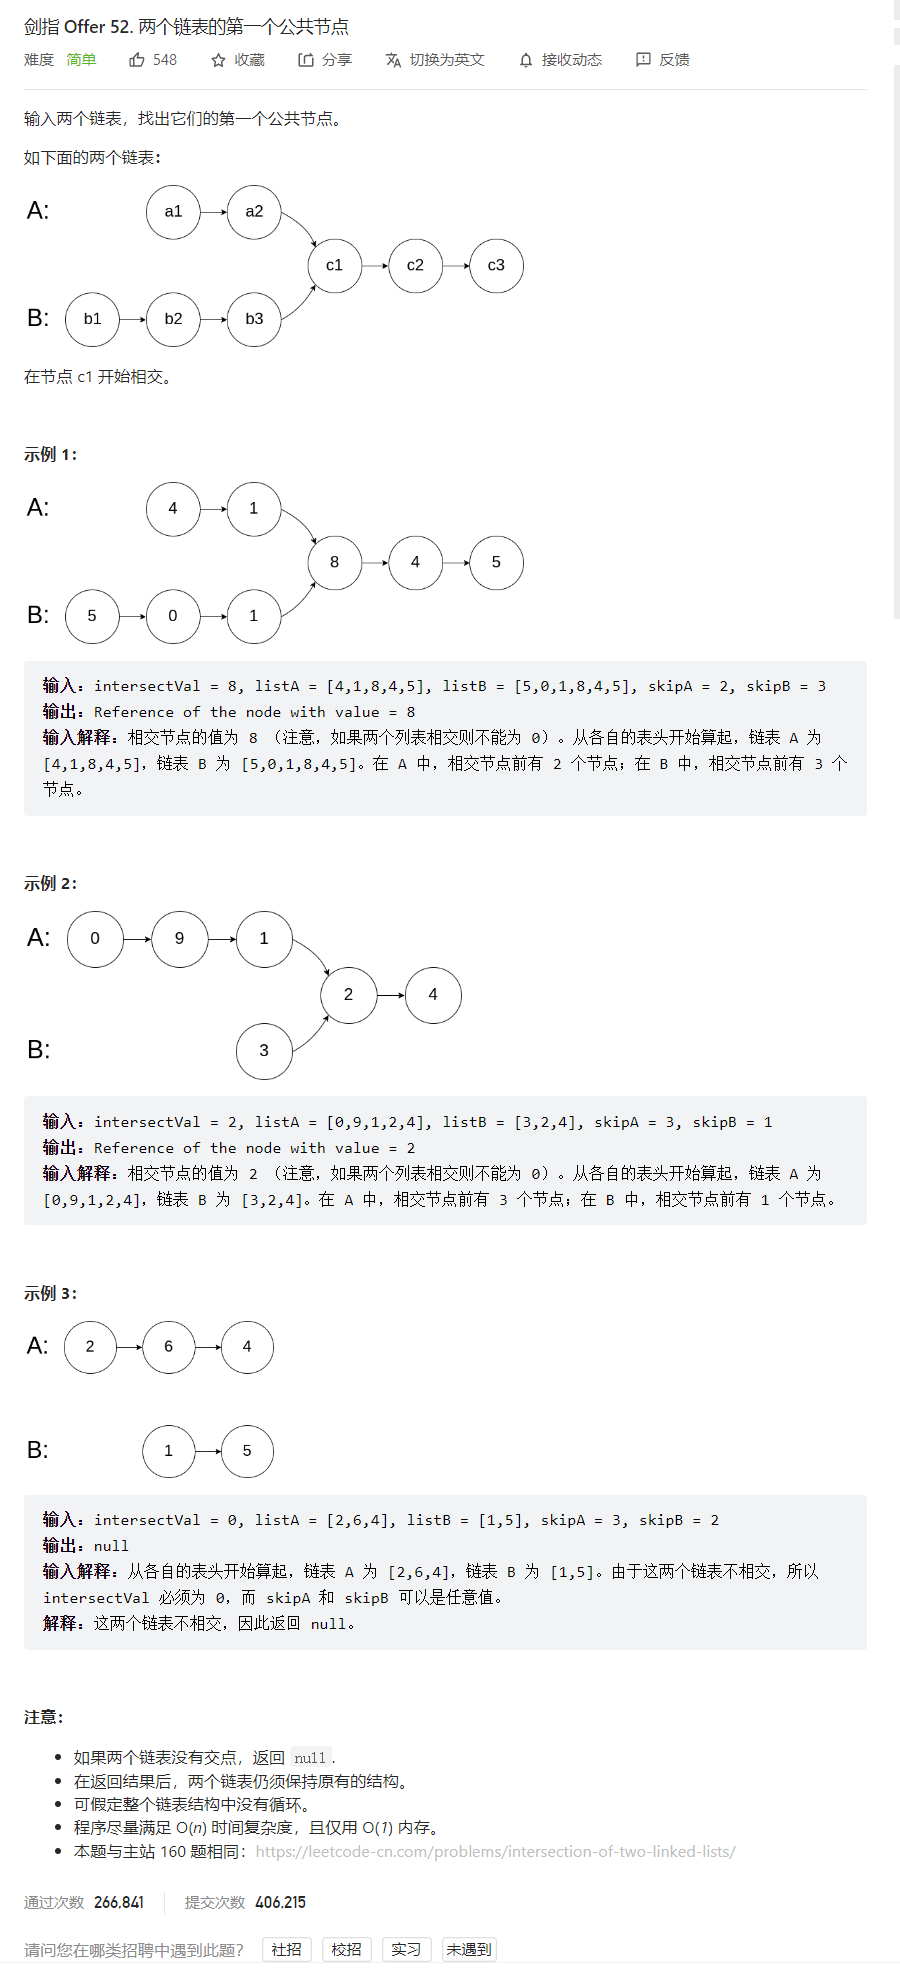 剑指 Offer 52. 两个链表的第一个公共节点
难度 简单 548 收藏 分享 切换为英文 接收动态 反馈
输入两个链表，找出它们的第一个公共节点。
如下面的两个链表：
A: a1 a2
c1 c2 c3
B: b1 b2 b3
在节点 c1 开始相交。
示例 1：
A: 4 1
8 4 5
B: 5 0 1
输入：intersectVal = 8, listA = [4,1,8,4,5], listB = [5,0,1,8,4,5], skipA = 2, skipB = 3
输出：Reference of the node with value = 8
输入解释：相交节点的值为 8 （注意，如果两个列表相交则不能为 0）。从各自的表头开始算起，链表 A 为
[4,1,8,4,5]，链表 B 为 [5,0,1,8,4,5]。在 A 中，相交节点前有 2 个节点；在 B 中，相交节点前有 3 个
节点。
示例 2：
A: 0 9 1
2 4
B: 3
输入：intersectVal = 2, listA = [0,9,1,2,4], listB = [3,2,4], skipA = 3, skipB = 1
输出：Reference of the node with value = 2
输入解释：相交节点的值为 2 （注意，如果两个列表相交则不能为 0）。从各自的表头开始算起，链表 A 为
[0,9,1,2,4]，链表 B 为 [3,2,4]。在 A 中，相交节点前有 3 个节点；在 B 中，相交节点前有 1 个节点。
示例 3：
A: 2 6 4
B: 1 5
输入：intersectVal = 0, listA = [2,6,4], listB = [1,5], skipA = 3, skipB = 2
输出：null
输入解释：从各自的表头开始算起，链表 A 为 [2,6,4]，链表 B 为 [1,5]。由于这两个链表不相交，所以
intersectVal 必须为 0，而 skipA 和 skipB 可以是任意值。
解释：这两个链表不相交，因此返回 null。
注意：
• 如果两个链表没有交点，返回 null.
• 在返回结果后，两个链表仍须保持原有的结构。
• 可假定整个链表结构中没有循环。
• 程序尽量满足 O(n) 时间复杂度，且仅用 O(1) 内存。
• 本题与主站 160 题相同：https://leetcode-cn.com/problems/intersection-of-two-linked-lists/
通过次数 266,841 提交次数 406,215
请问您在哪类招聘中遇到此题？ 社招 校招 实习 未遇到